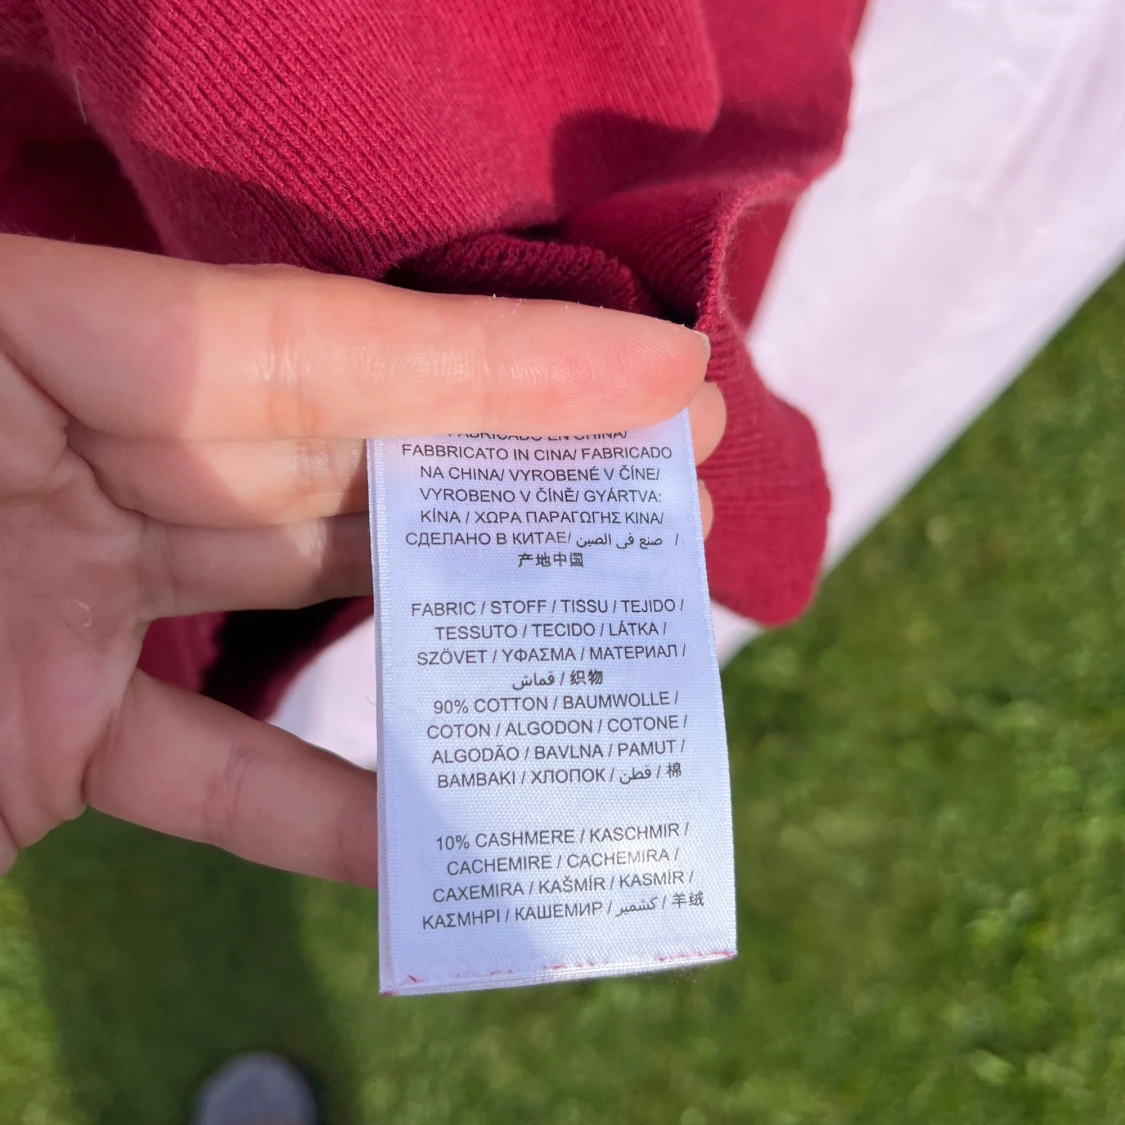 FABRICADO EN CHINA/
FABBRICATO IN CINA/ FABRICADO
NA CHINA/ VYROBENÉ V ČÍNE/
VYROBENO V ČÍNĚ/ GYÁRTVA:
KÍNA / ΧΩΡΑ ΠΑΡΑΓΩΓΗΣ ΚΙΝΑ/
СДЕЛАНО В КИТАЕ/ صنع في الصين /
产地中国
FABRIC / STOFF / TISSU / TEJIDO /
TESSUTO / TECIDO / LÁTKA /
SZÖVET / ΥΦΑΣΜΑ / МАТЕРИАЛ /
قماش / 织物
90% COTTON / BAUMWOLLE /
COTON / ALGODON / COTONE /
ALGODÃO / BAVLNA / PAMUT /
BAMBAKI / ХЛОПОК / قطن / 棉
10% CASHMERE / KASCHMIR /
CACHEMIRE / CACHEMIRA /
CAXEMIRA / KAŠMÍR / KASMÍR /
ΚΑΣΜΗΡΙ / КАШЕМИР / كشمير / 羊绒